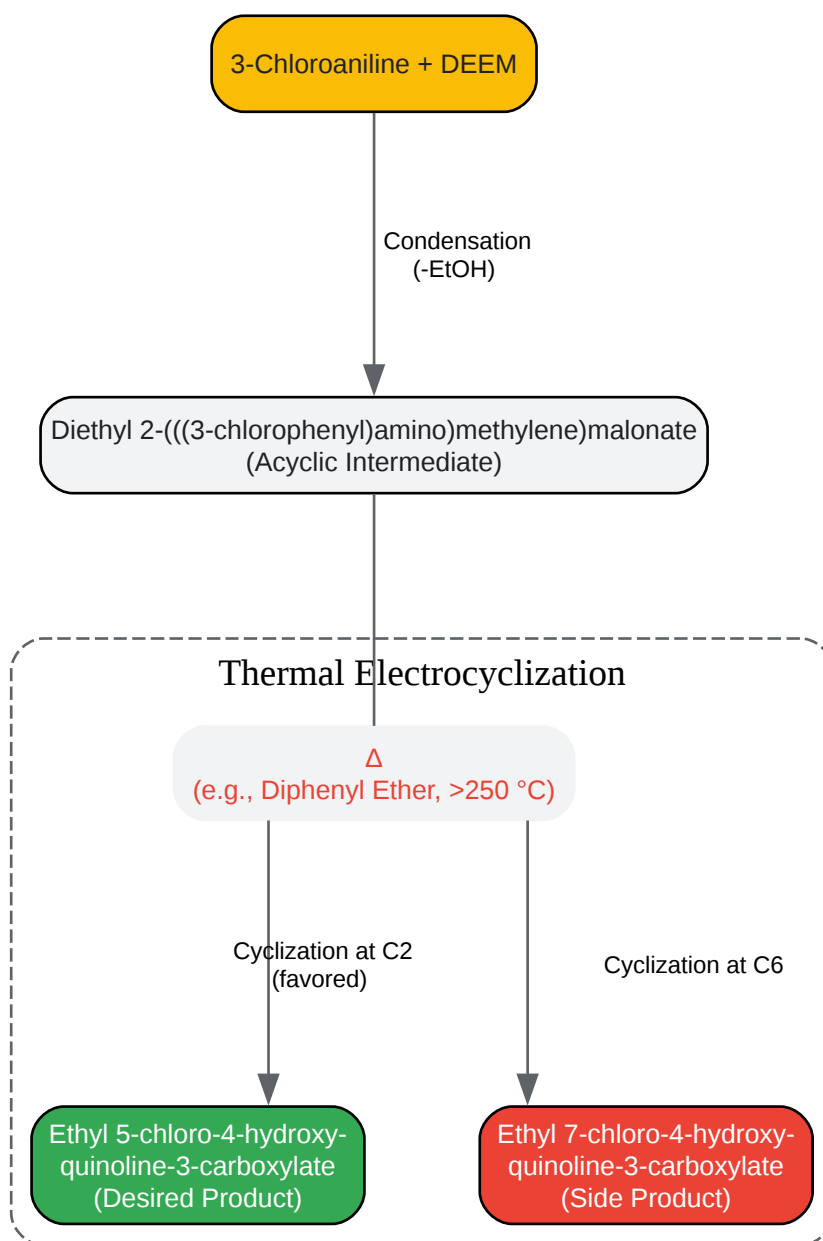 3-Chloroaniline + DEEM
Condensation
(-EtOH)
Diethyl 2-(((3-chlorophenyl)amino)methylene)malonate
(Acyclic Intermediate)
Thermal Electrocyclization
Δ
(e.g., Diphenyl Ether, >250 °C)
Cyclization at C2
(favored)
Cyclization at C6
Ethyl 5-chloro-4-hydroxy-
quinoline-3-carboxylate
(Desired Product)
Ethyl 7-chloro-4-hydroxy-
quinoline-3-carboxylate
(Side Product)